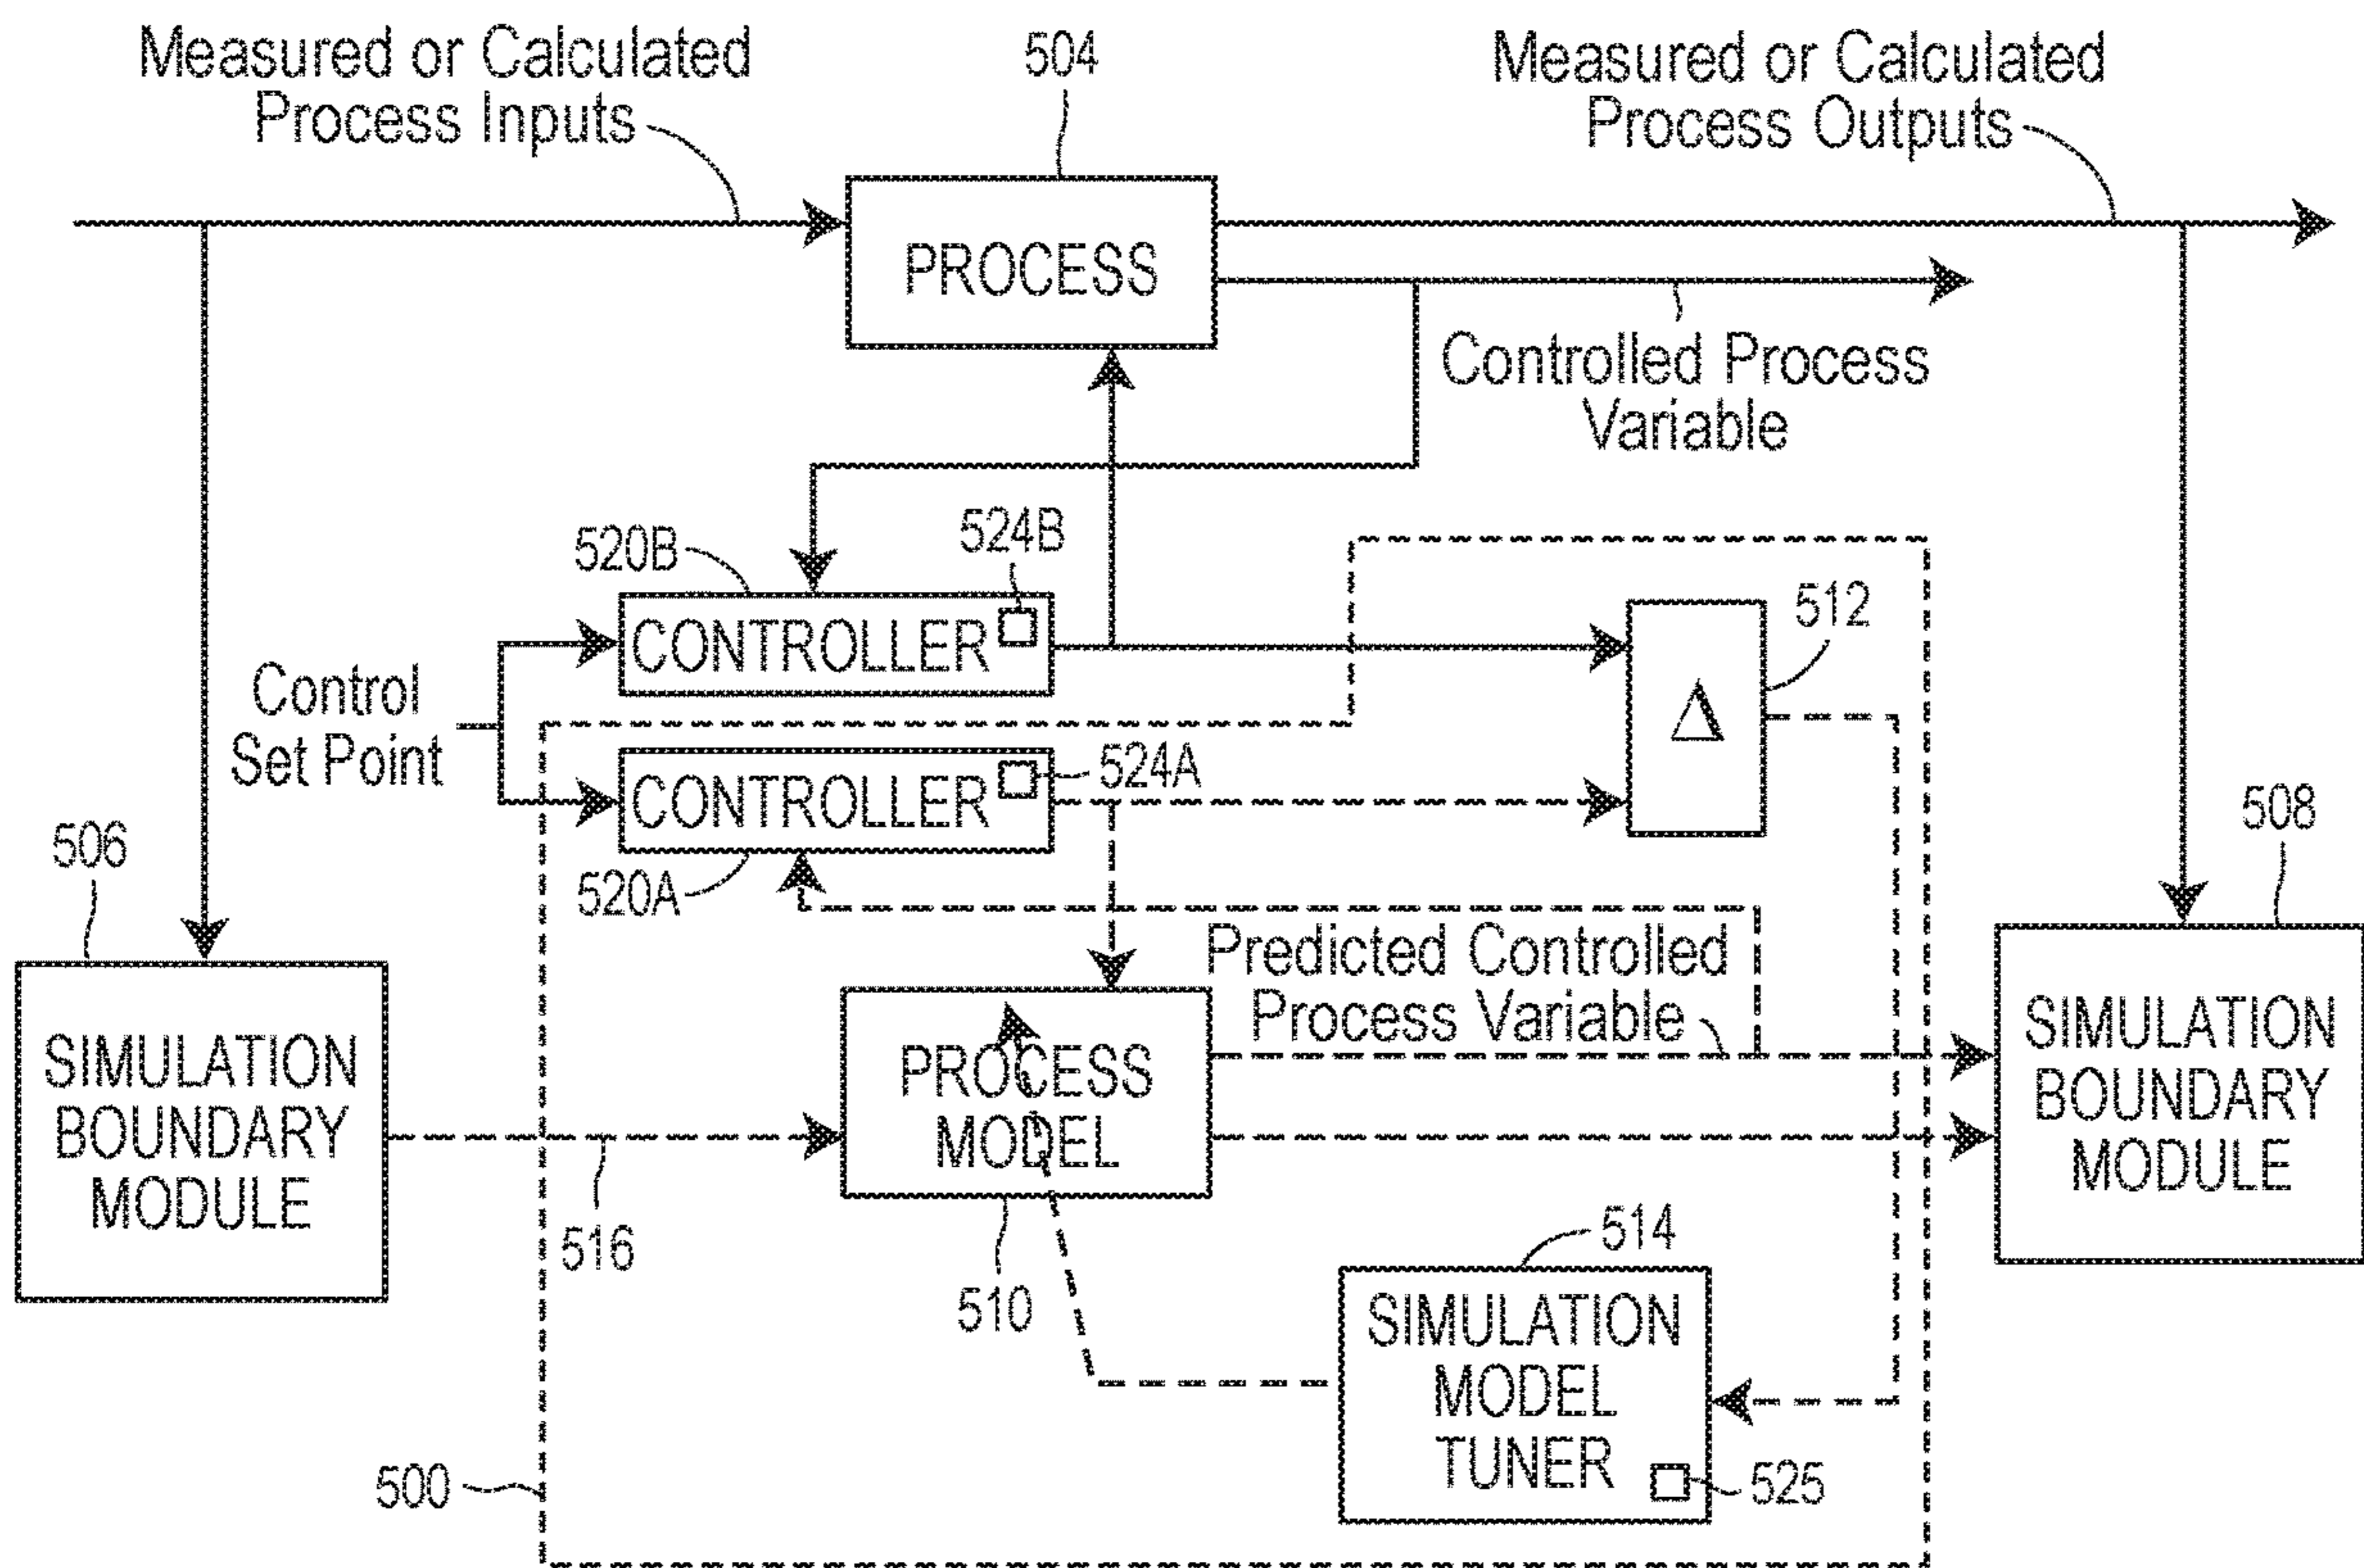 Measured or Calculated
Process Inputs
504
Measured or Calculated
Process Outputs
PROCESS
Controlled Process
Variable
520B
524B
512
CONTROLLER
Control
Set Point
Δ
CONTROLLER
524A
520A
506
508
Predicted Controlled
Process Variable
SIMULATION
BOUNDARY
MODULE
PROCESS
MODEL
SIMULATION
BOUNDARY
MODULE
516
510
514
SIMULATION
MODEL
TUNER
500
525